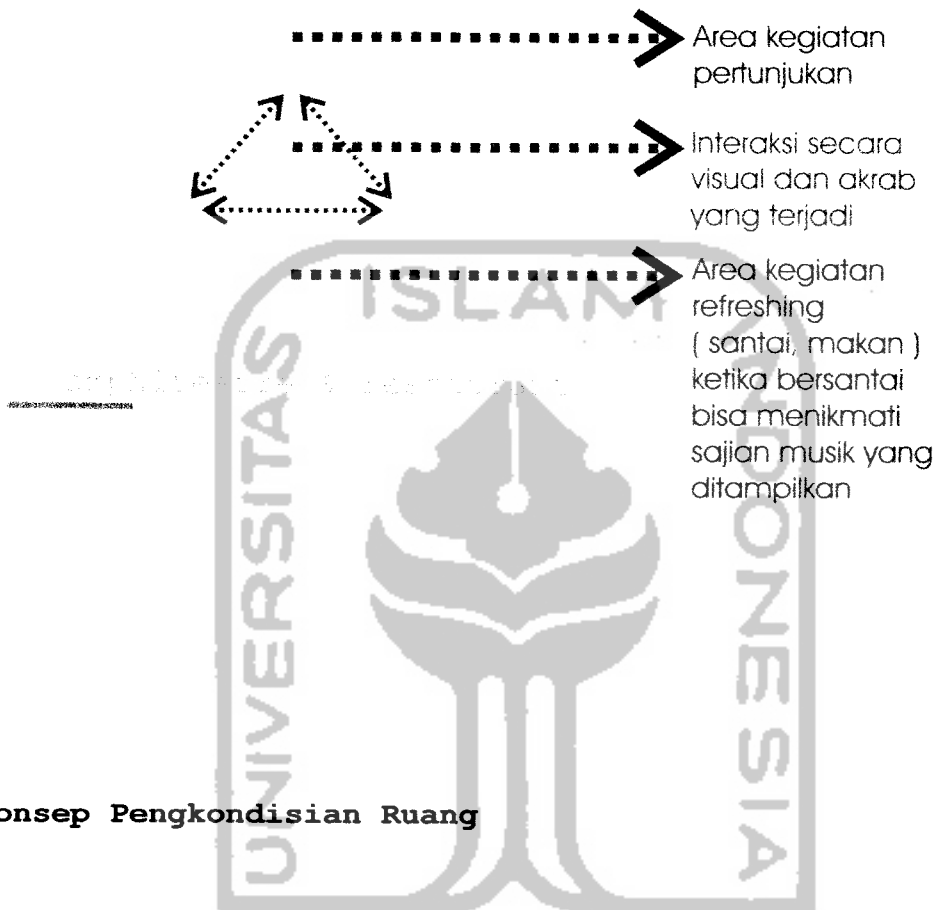 Area kegiatan
pertunjukan
Interaksi secara
visual dan akrab
yang terjadi
Area kegiatan
refreshing
( santai, makan )
ketika bersantai
bisa menikmati
sajian musik yang
ditampilkan
onsep Pengkondisian Ruang
UNIVERSITAS
ISLAM
INDONESIA